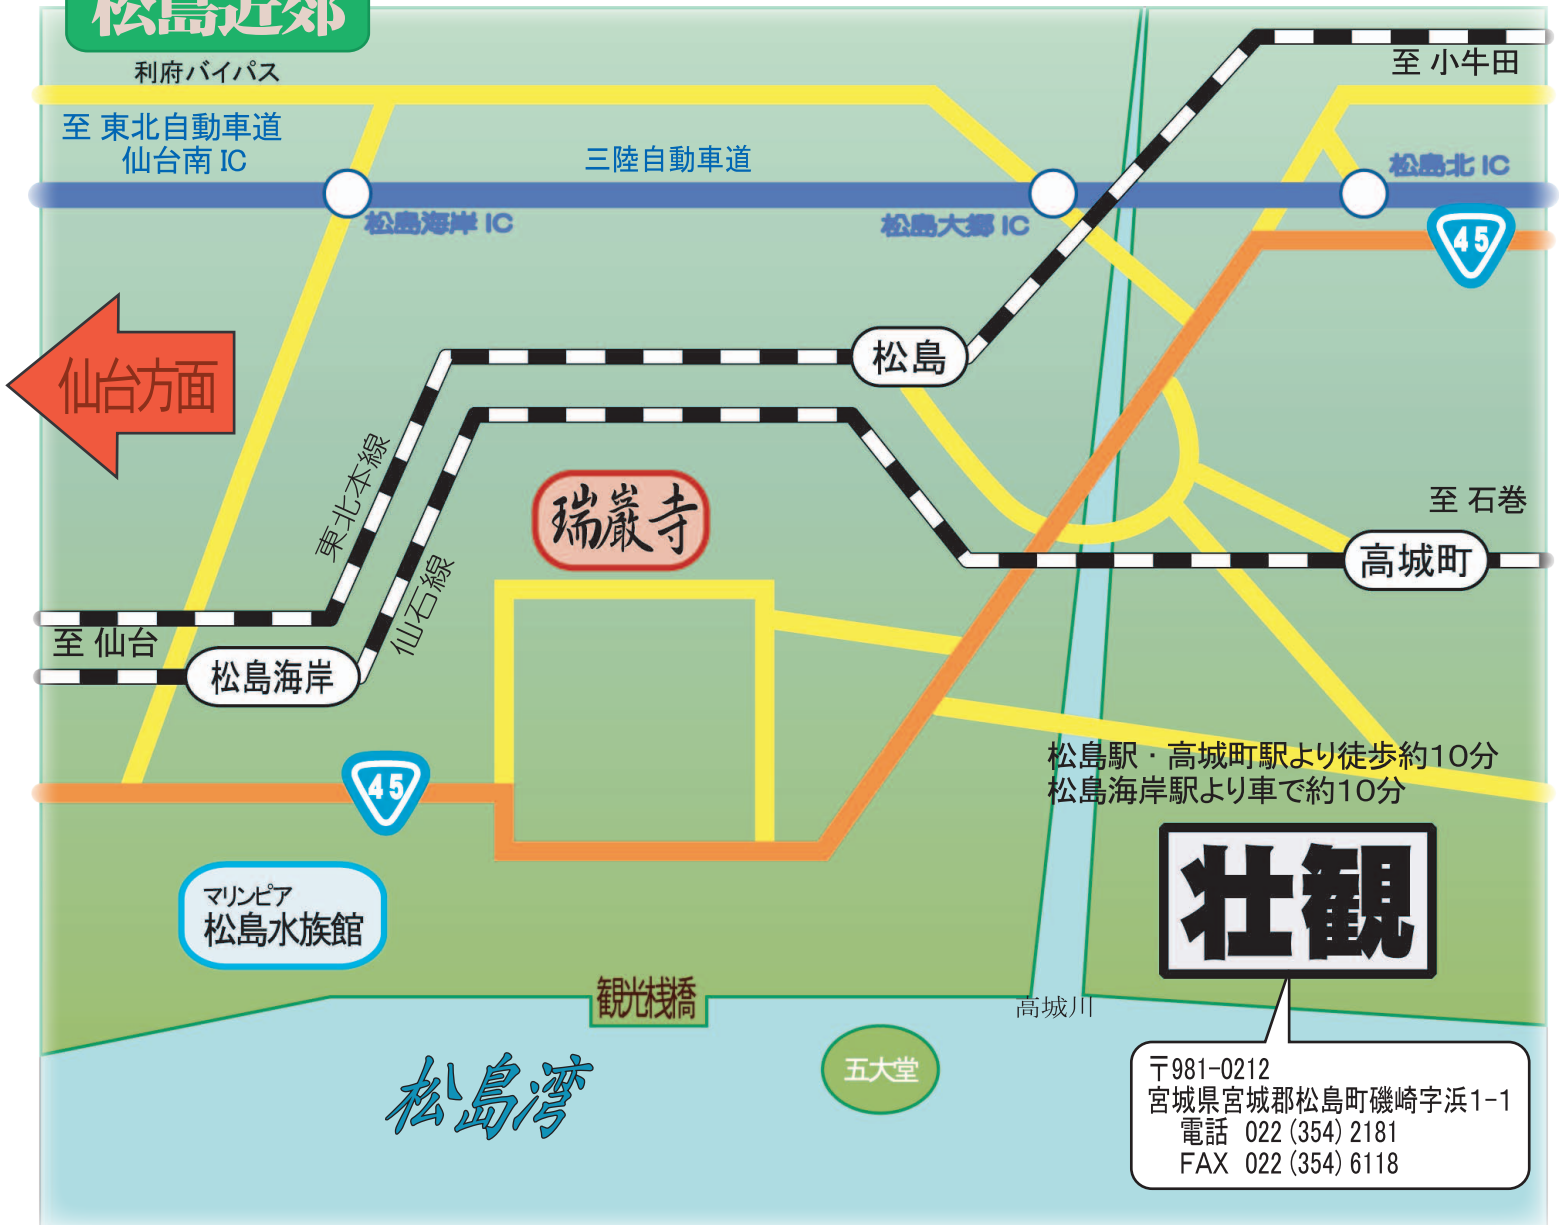 松島近郊
利府バイパス
至 小牛田
至 東北自動車道
仙台南 IC
三陸自動車道
松島北 IC
松島海岸 IC
松島大郷 IC
45
仙台方面
松島
東北本線
瑞巌寺
至 石巻
高城町
仙石線
至 仙台
松島海岸
45
松島駅・高城町駅より徒歩約10分
松島海岸駅より車で約10分
マリンピア
松島水族館
壮観
観光桟橋
高城川
松島湾
五大堂
〒981-0212
宮城県宮城郡松島町磯崎字浜1-1
電話 022(354)2181
FAX 022(354)6118